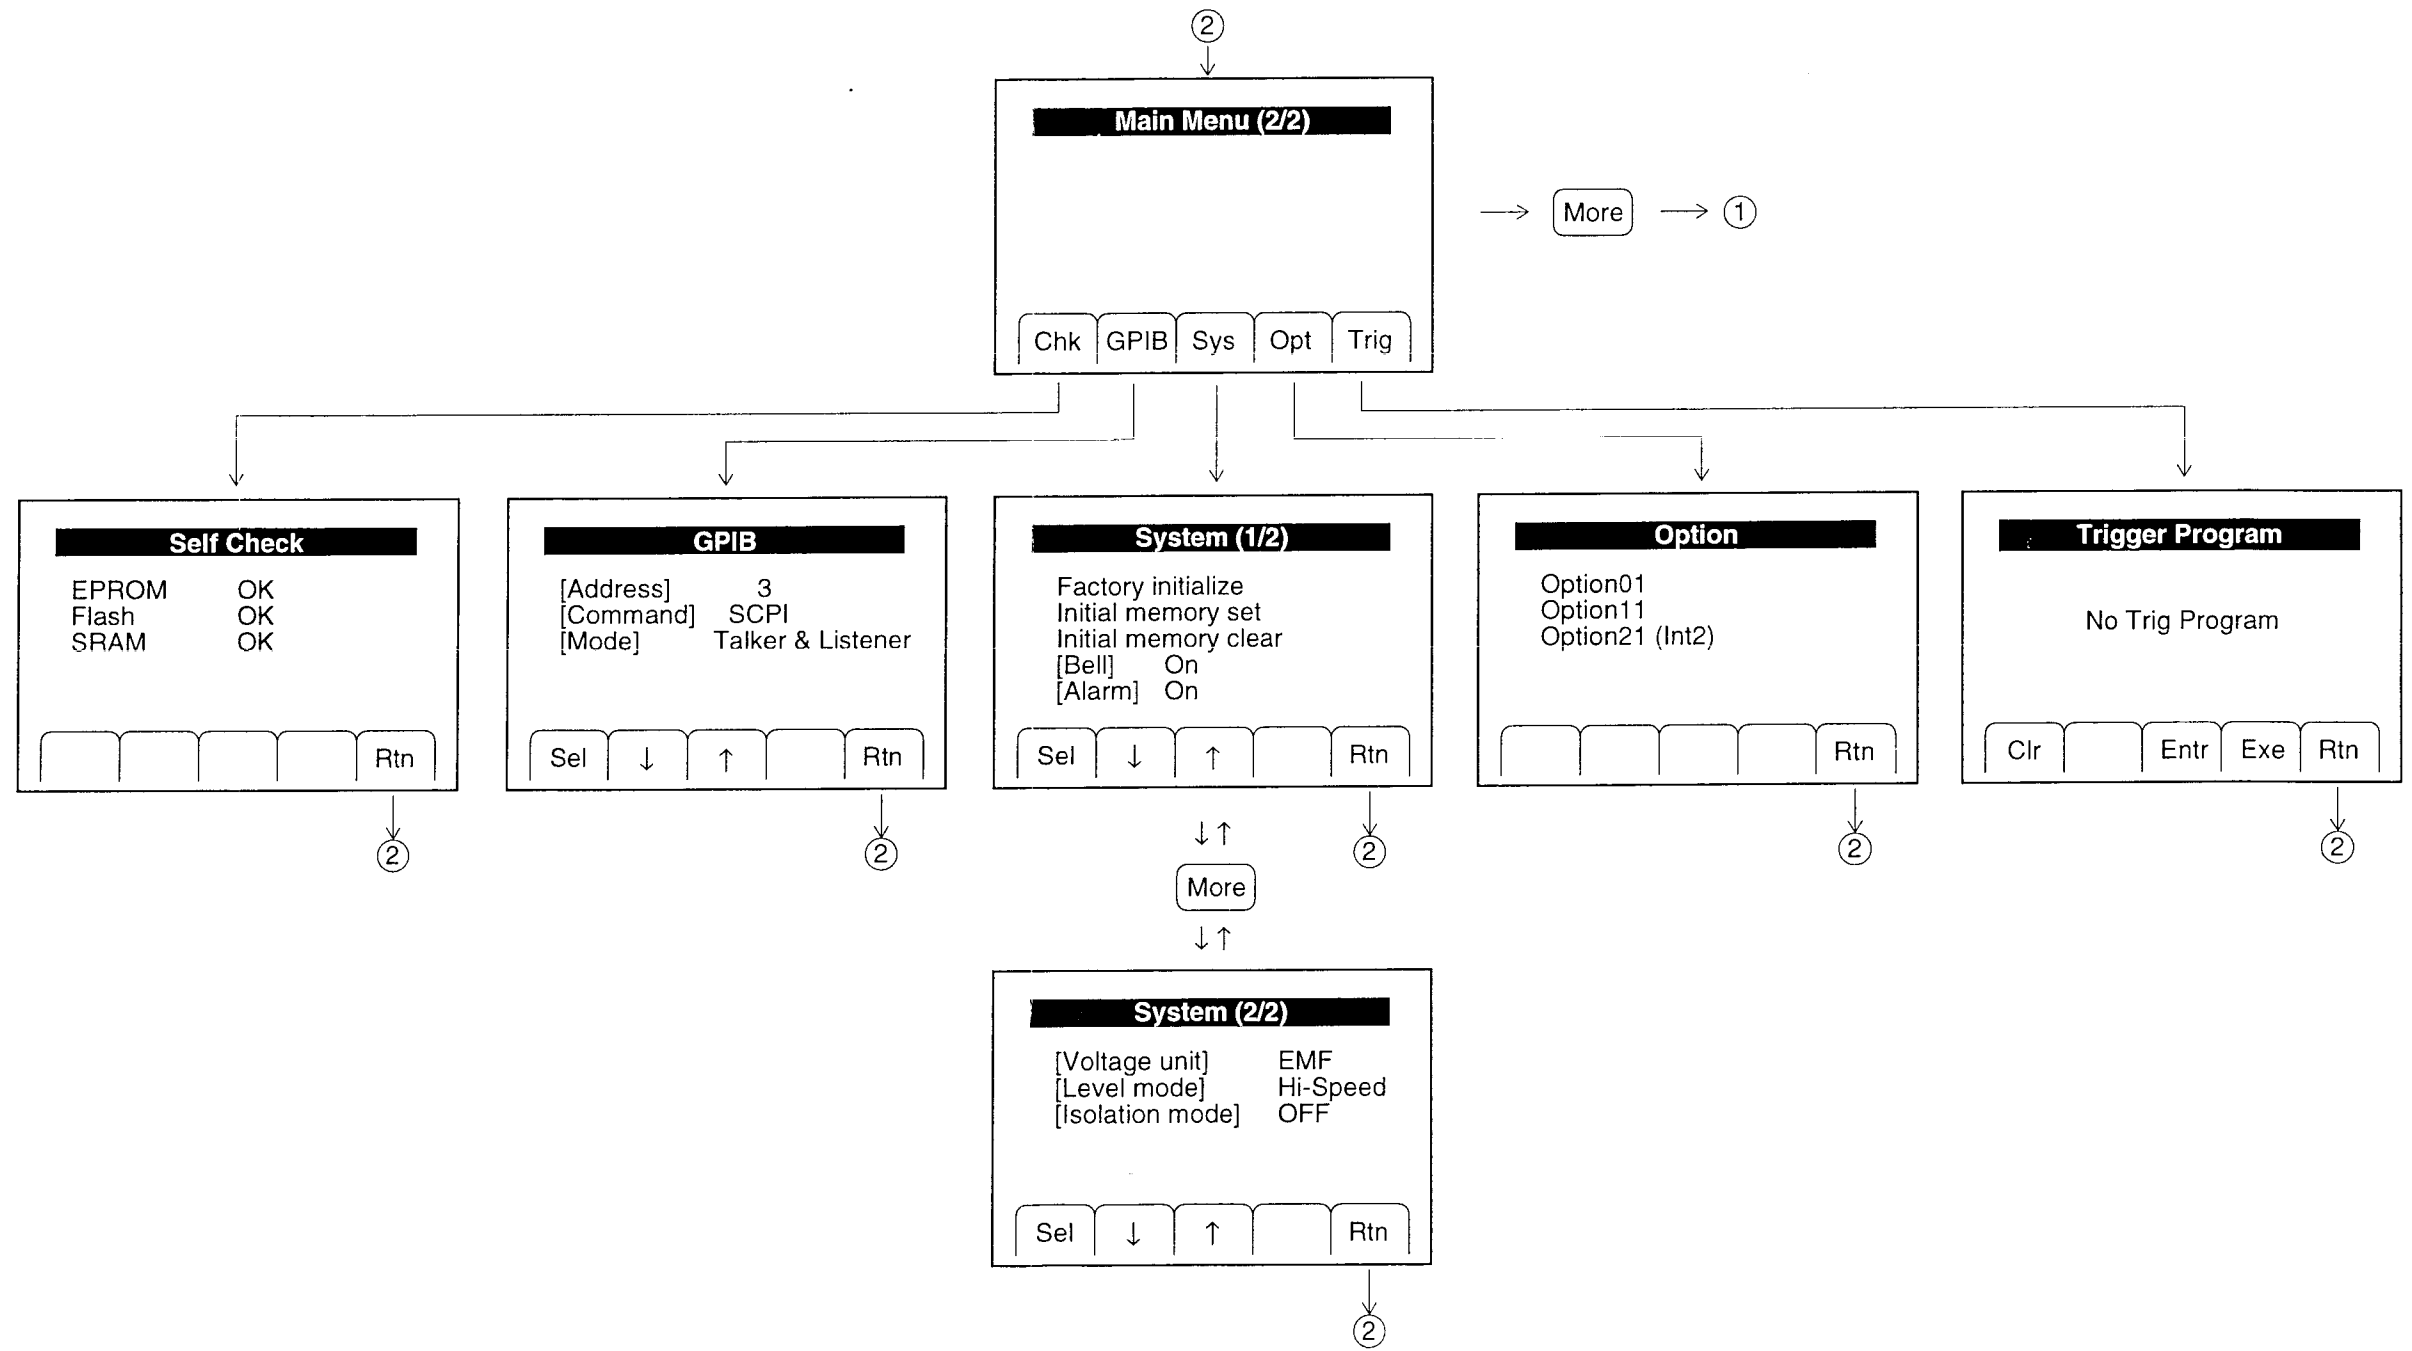 ②
Main Menu (2/2)
More
①
Chk GPIB Sys Opt Trig
Self Check
EPROM OK
Flash OK
SRAM OK
Rtn
②
GPIB
[Address] 3
[Command] SCPI
[Mode] Talker & Listener
Sel ↓ ↑ Rtn
②
System (1/2)
Factory initialize
Initial memory set
Initial memory clear
[Bell] On
[Alarm] On
Sel ↓ ↑ Rtn
②
Option
Option01
Option11
Option21 (Int2)
Rtn
②
Trigger Program
No Trig Program
Clr Entr Exe Rtn
②
↓↑
More
↓↑
System (2/2)
[Voltage unit] EMF
[Level mode] Hi-Speed
[Isolation mode] OFF
Sel ↓ ↑ Rtn
②